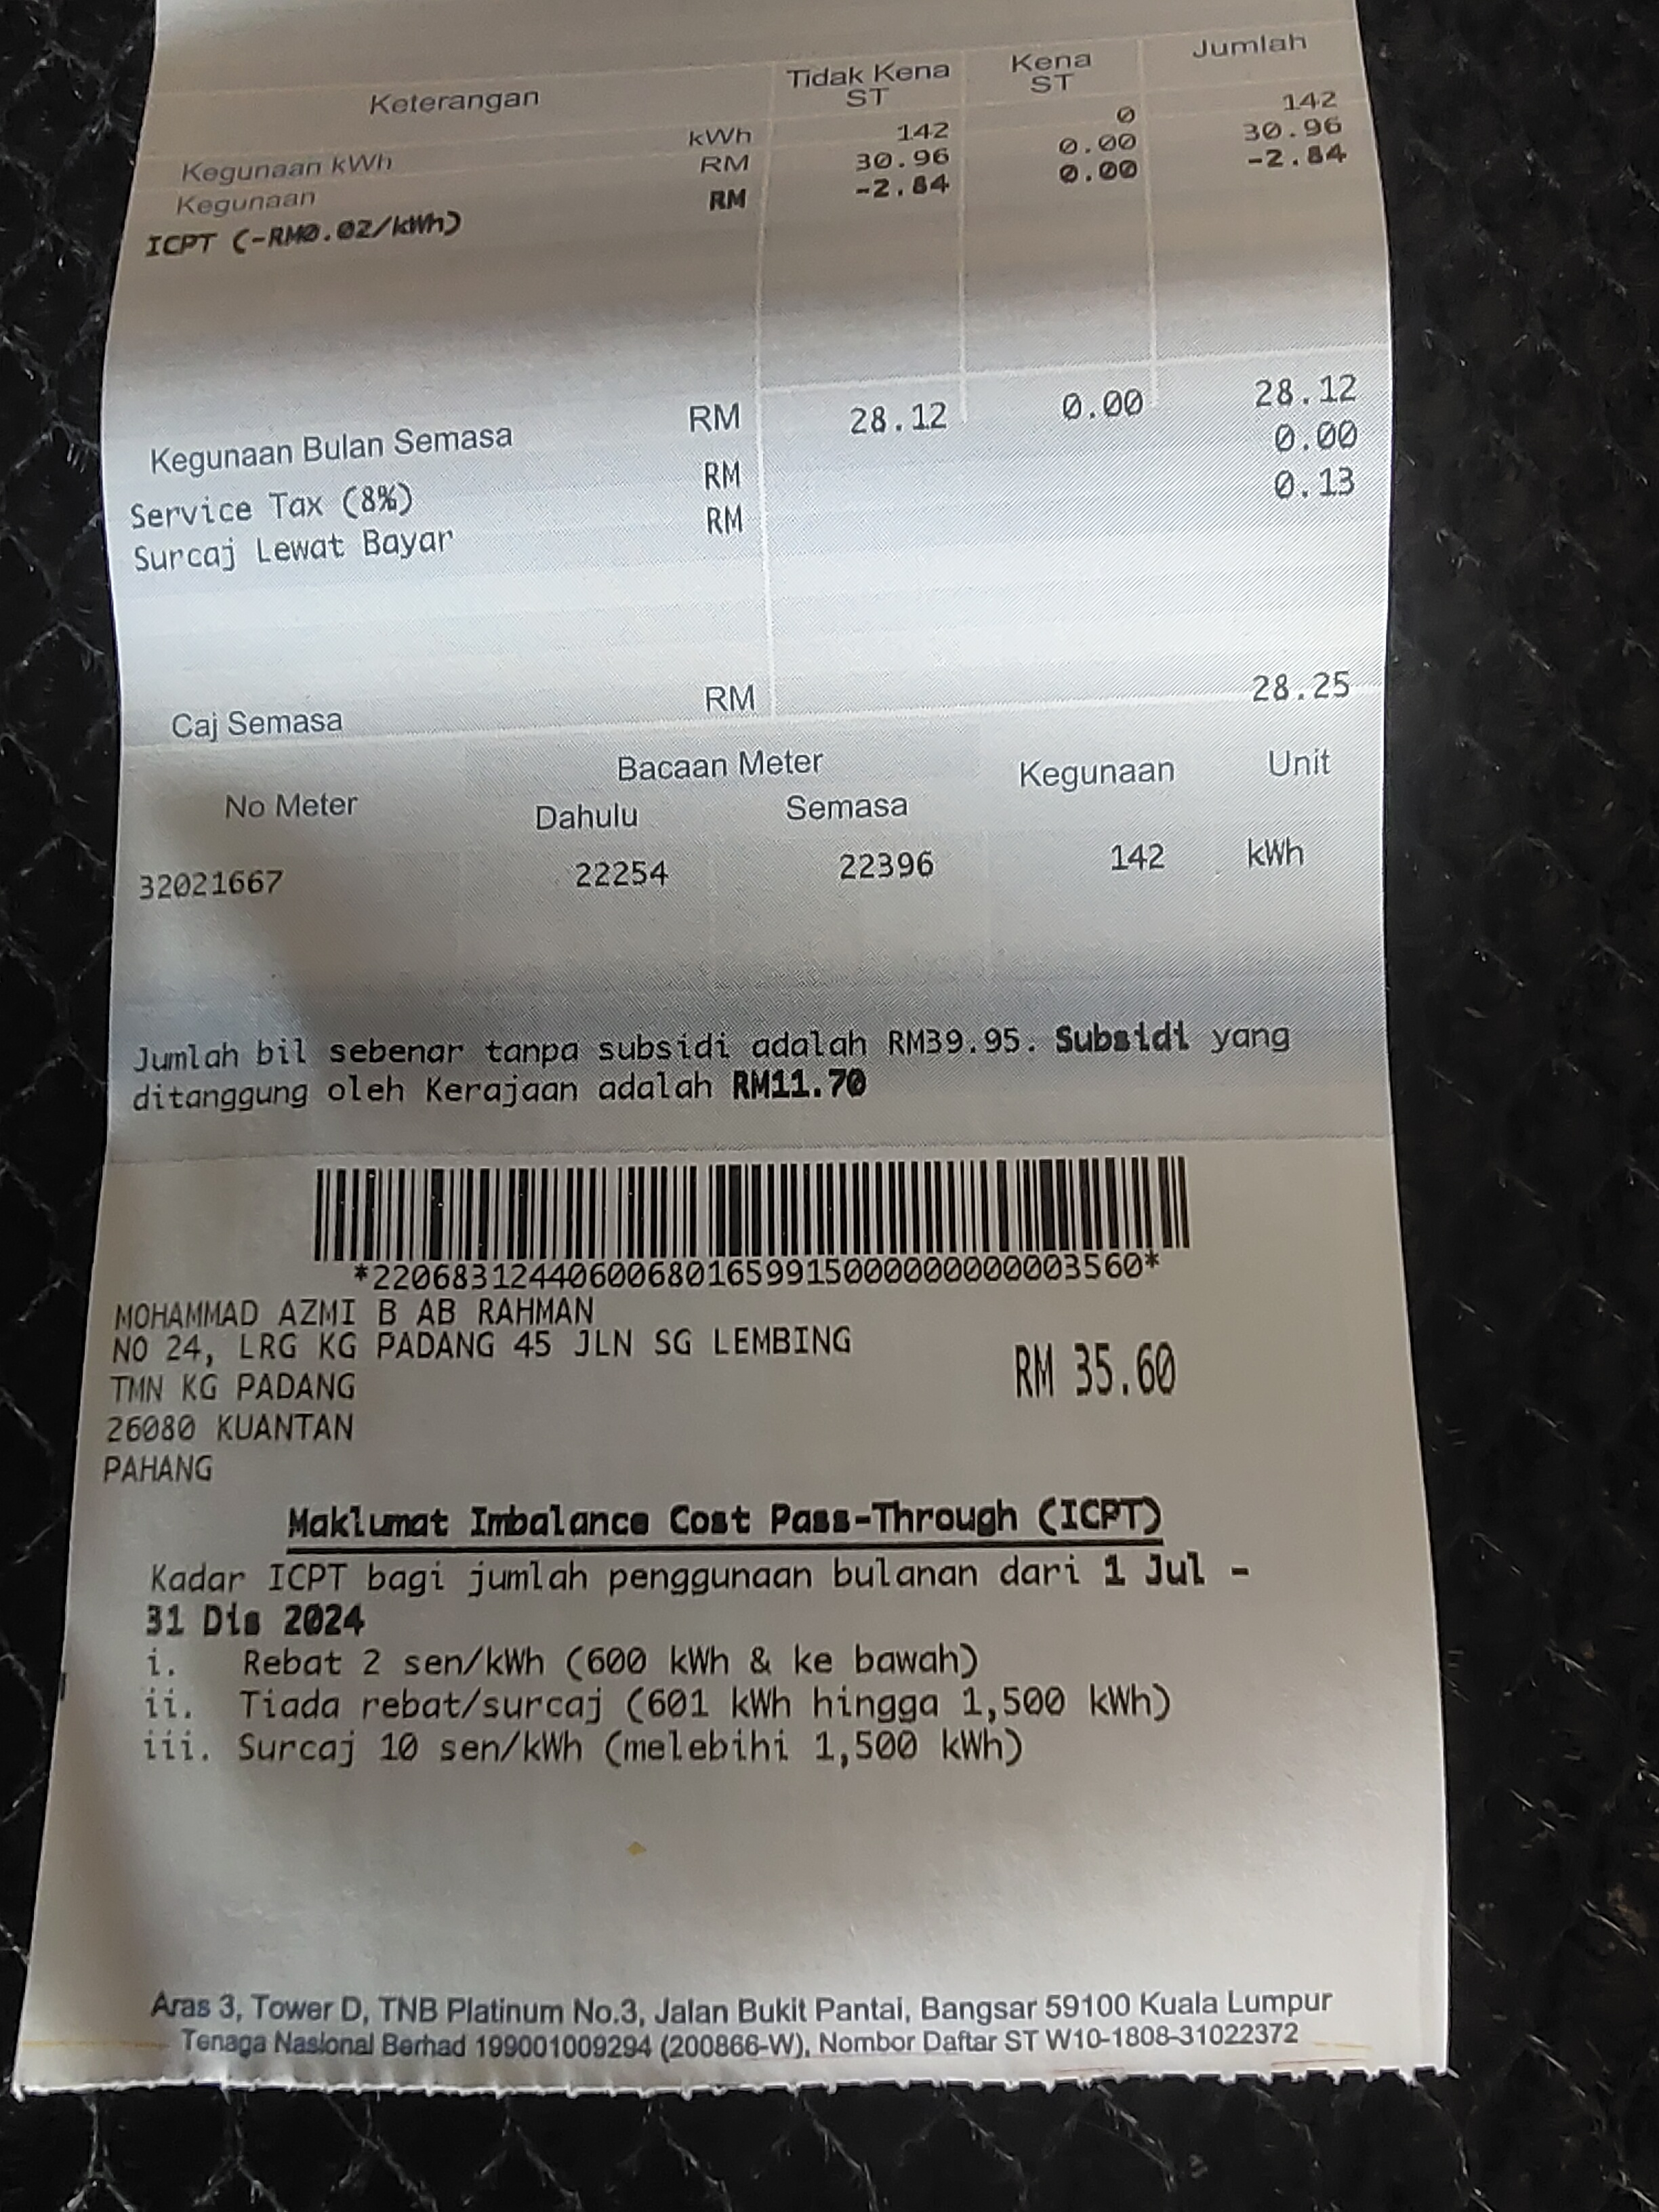 Keterangan Tidak Kena ST Kena ST Jumlah
Kegunaan kWh kWh 142 0 142
Kegunaan RM 30.96 0.00 30.96
ICPT (-RM0.02/kWh) RM -2.84 0.00 -2.84
Kegunaan Bulan Semasa RM 28.12 0.00 28.12
Service Tax (8%) RM 0.00
Surcaj Lewat Bayar RM 0.13
Caj Semasa RM 28.25
No Meter Bacaan Meter Kegunaan Unit
Dahulu Semasa
32021667 22254 22396 142 kWh
Jumlah bil sebenar tanpa subsidi adalah RM39.95. Subsidi yang
ditanggung oleh Kerajaan adalah RM11.70
*220683124406006801659915000000000003560*
MOHAMMAD AZMI B AB RAHMAN
NO 24, LRG KG PADANG 45 JLN SG LEMBING
TMN KG PADANG
RM 35.60
26080 KUANTAN
PAHANG
Maklumat Imbalance Cost Pass-Through (ICPT)
Kadar ICPT bagi jumlah penggunaan bulanan dari 1 Jul -
31 Dis 2024
i. Rebat 2 sen/kWh (600 kWh & ke bawah)
ii. Tiada rebat/surcaj (601 kWh hingga 1,500 kWh)
iii. Surcaj 10 sen/kWh (melebihi 1,500 kWh)
Aras 3, Tower D, TNB Platinum No.3, Jalan Bukit Pantai, Bangsar 59100 Kuala Lumpur
Tenaga Nasional Berhad 199001009294 (200866-W), Nombor Daftar ST W10-1808-31022372